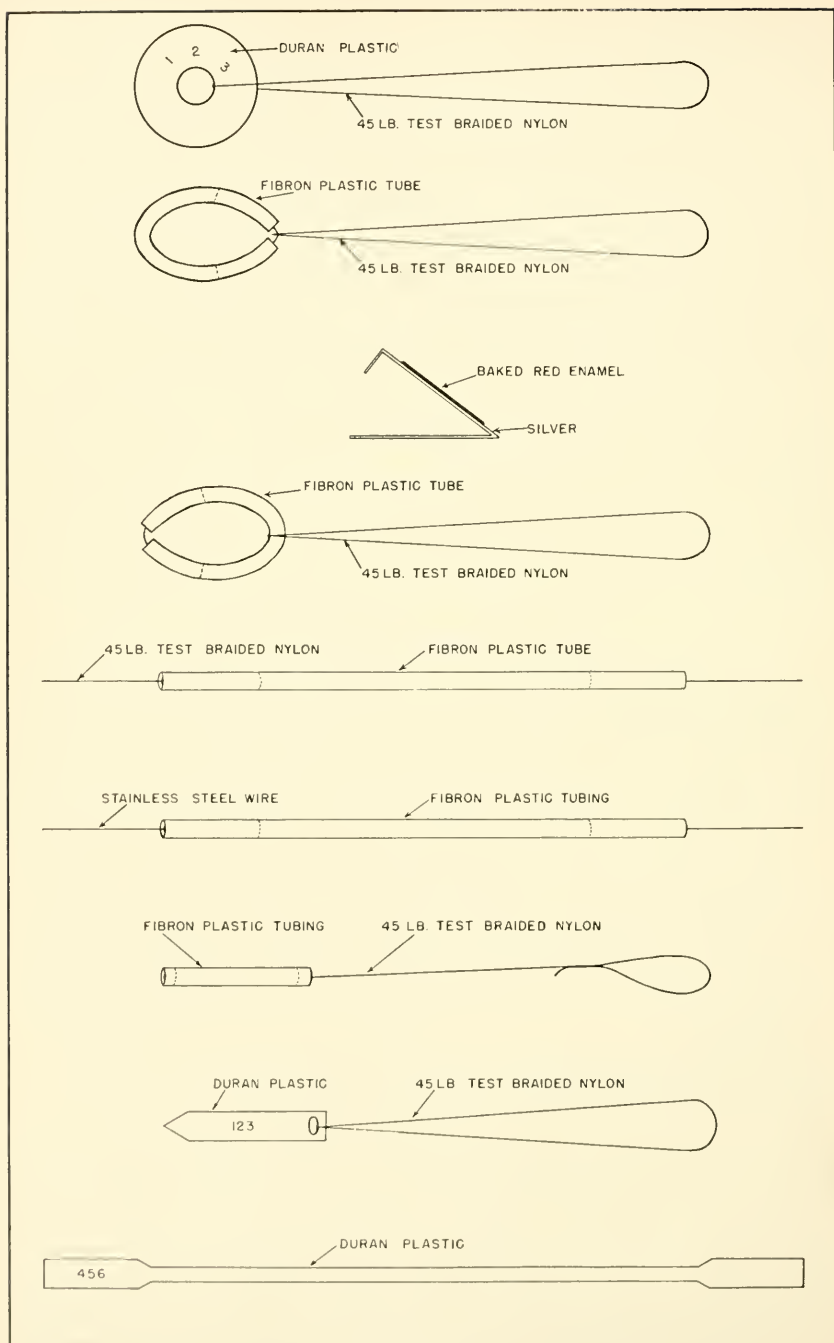 1 2 3
DURAN PLASTIC
45 LB. TEST BRAIDED NYLON
FIBRON PLASTIC TUBE
45 LB. TEST BRAIDED NYLON
BAKED RED ENAMEL
SILVER
FIBRON PLASTIC TUBE
45 LB. TEST BRAIDED NYLON
45 LB. TEST BRAIDED NYLON
FIBRON PLASTIC TUBE
STAINLESS STEEL WIRE
FIBRON PLASTIC TUBING
FIBRON PLASTIC TUBING
45 LB. TEST BRAIDED NYLON
DURAN PLASTIC
45 LB TEST BRAIDED NYLON
123
DURAN PLASTIC
456